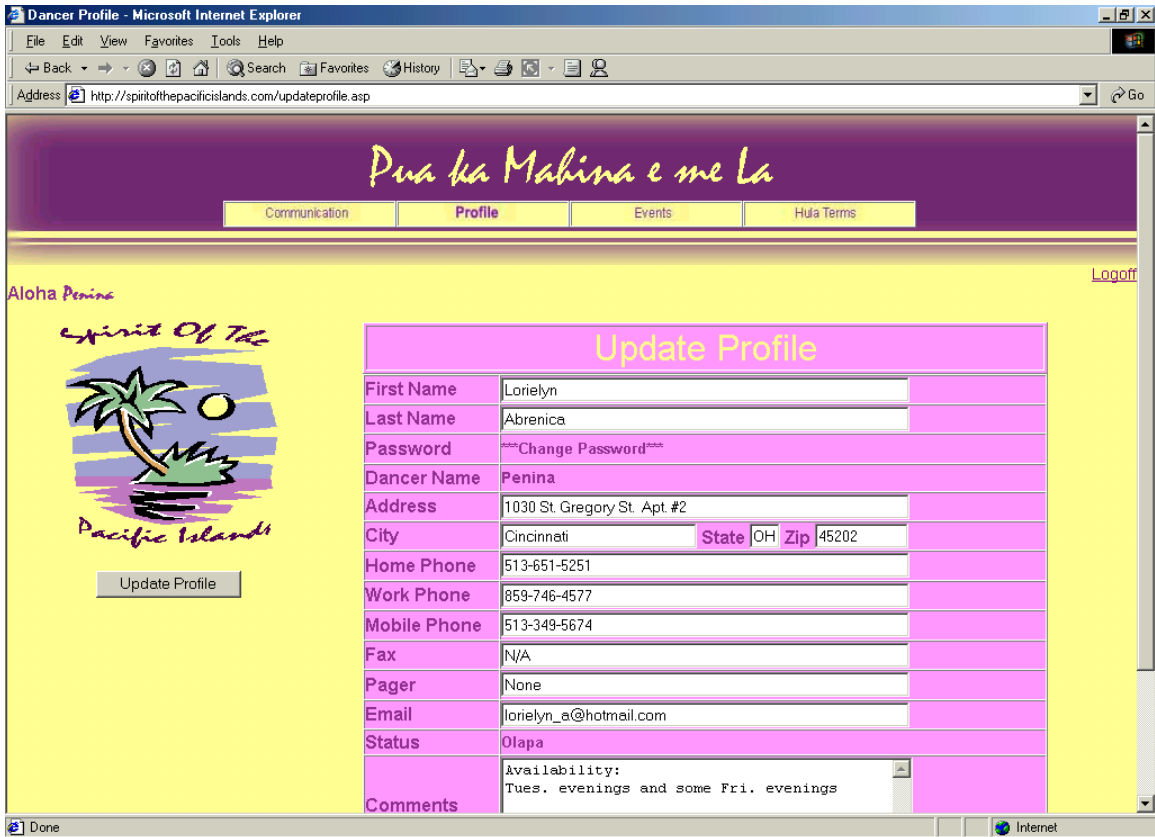 Dancer Profile - Microsoft Internet Explorer
File Edit View Favorites Tools Help
Back Search Favorites History
Address http://spiritofthepacificislands.com/updateprofile.asp Go
Pua ka Mahina e me La
Communication Profile Events Hula Terms
Logoff
Aloha Penina
Spirit Of The
Pacific Islands
Update Profile
Update Profile
First Name Lorielyn
Last Name Abrenica
Password ***Change Password***
Dancer Name Penina
Address 1030 St. Gregory St. Apt. #2
City Cincinnati State OH Zip 45202
Home Phone 513-651-5251
Work Phone 859-746-4577
Mobile Phone 513-349-5674
Fax N/A
Pager None
Email lorielyn_a@hotmail.com
Status Olapa
Comments Availability:
Tues. evenings and some Fri. evenings
Done Internet